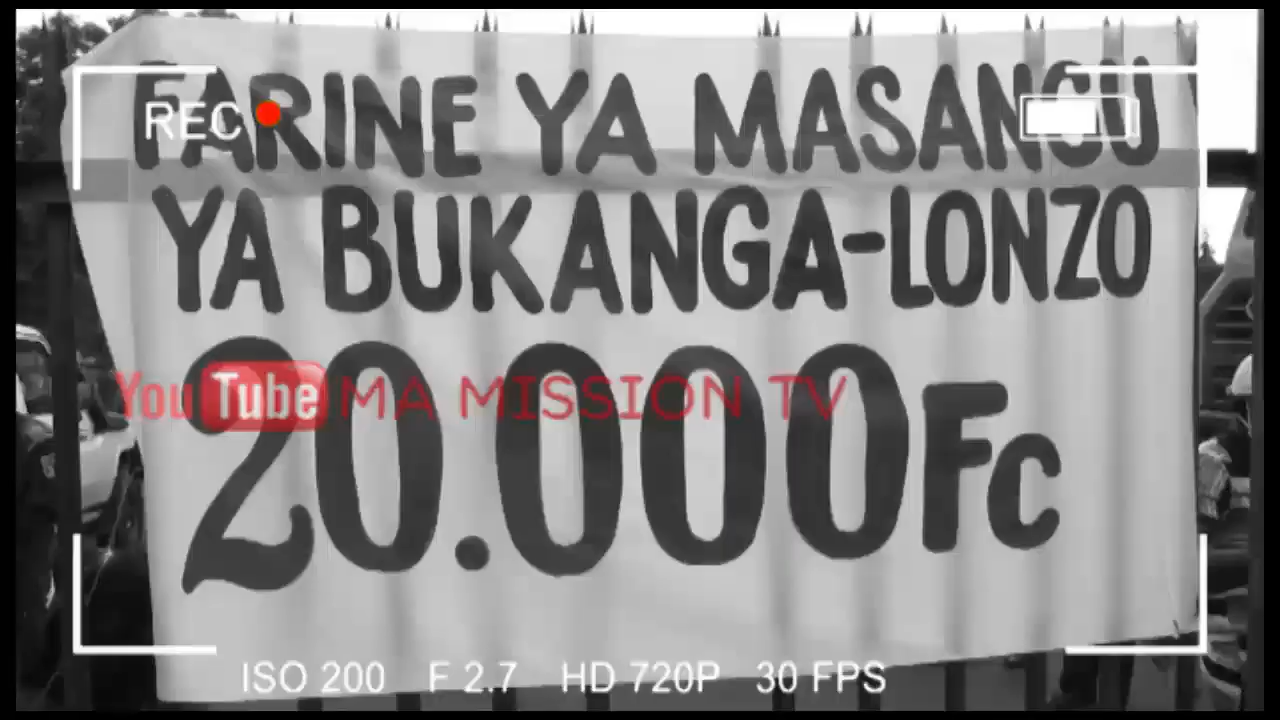 FARINE YA MASANGU
REC
YA BUKANGA-LONZO
20.000Fc
YouTube MA MISSION TV
ISO 200 F 2.7 HD 720P 30 FPS